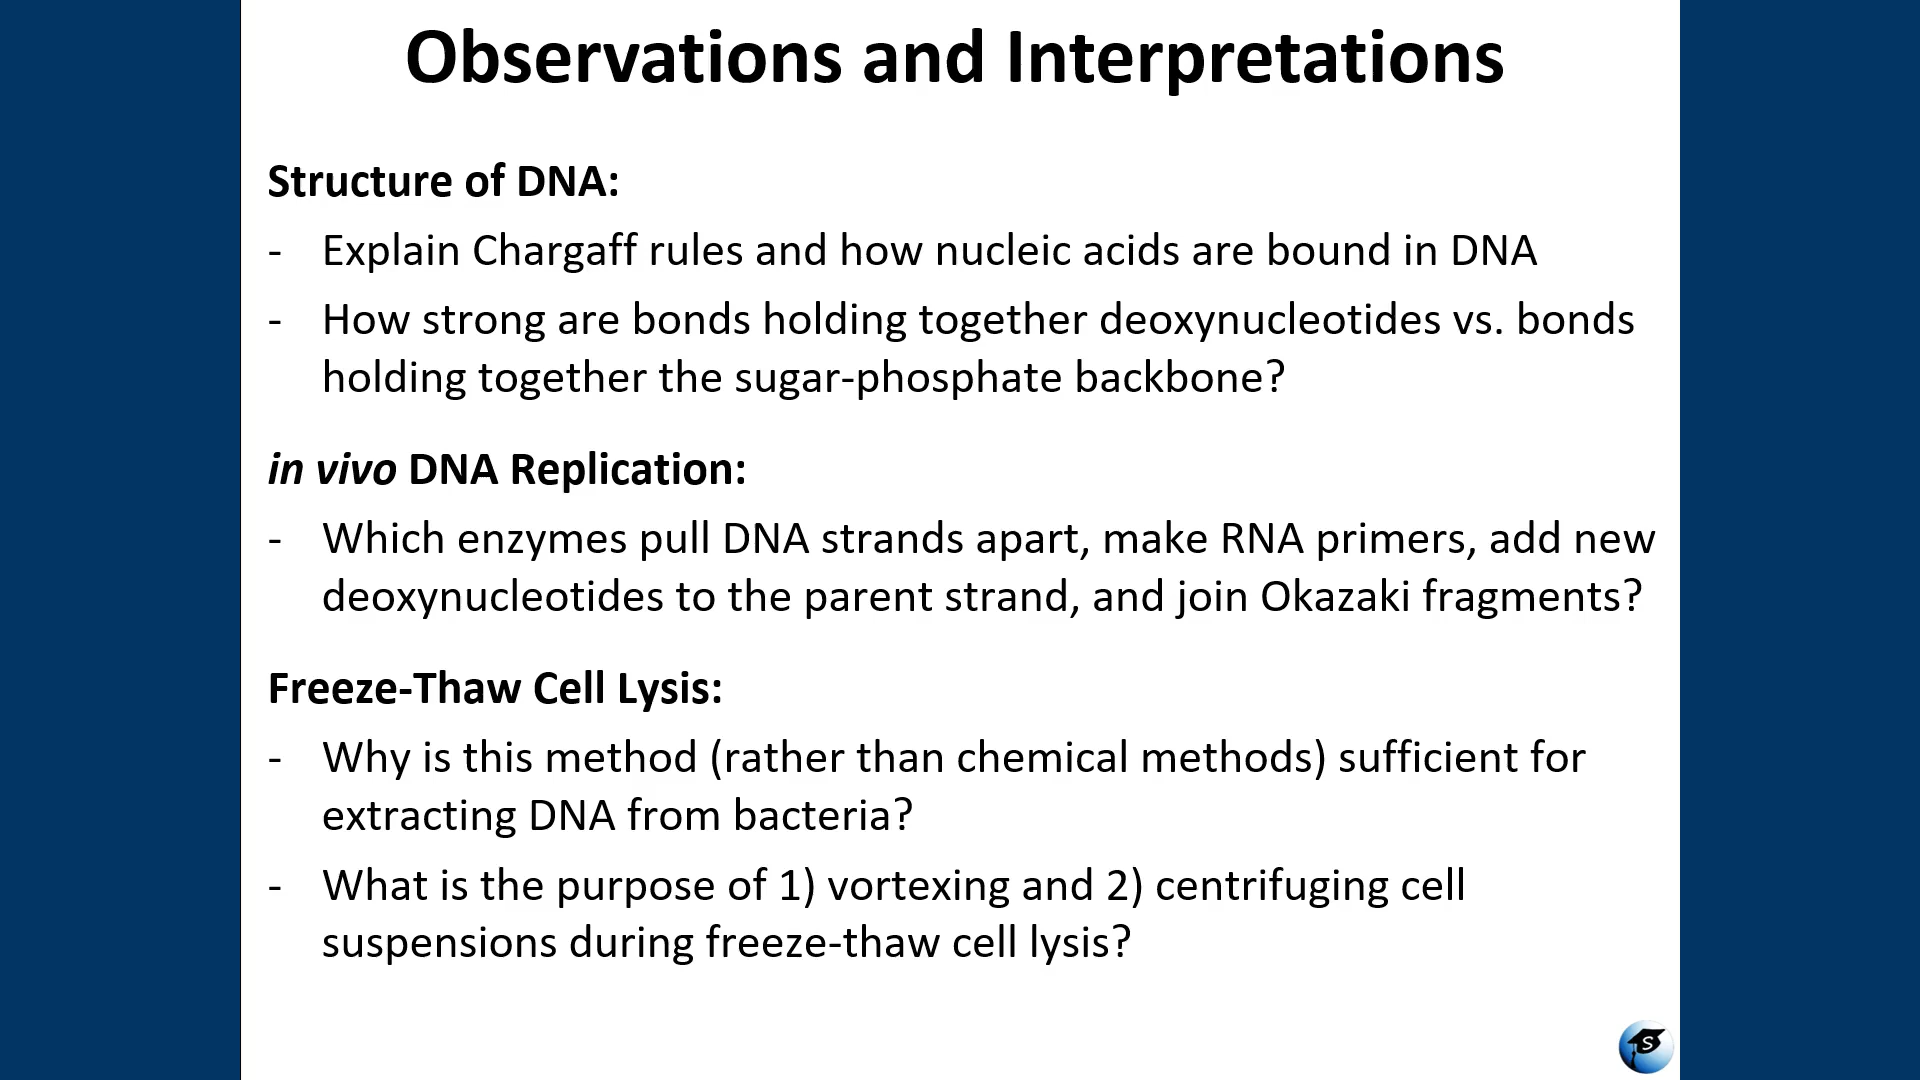 Observations and Interpretations
Structure of DNA:
- Explain Chargaff rules and how nucleic acids are bound in DNA
- How strong are bonds holding together deoxynucleotides vs. bonds
holding together the sugar-phosphate backbone?
in vivo DNA Replication:
- Which enzymes pull DNA strands apart, make RNA primers, add new
deoxynucleotides to the parent strand, and join Okazaki fragments?
Freeze-Thaw Cell Lysis:
- Why is this method (rather than chemical methods) sufficient for
extracting DNA from bacteria?
- What is the purpose of 1) vortexing and 2) centrifuging cell
suspensions during freeze-thaw cell lysis?
S